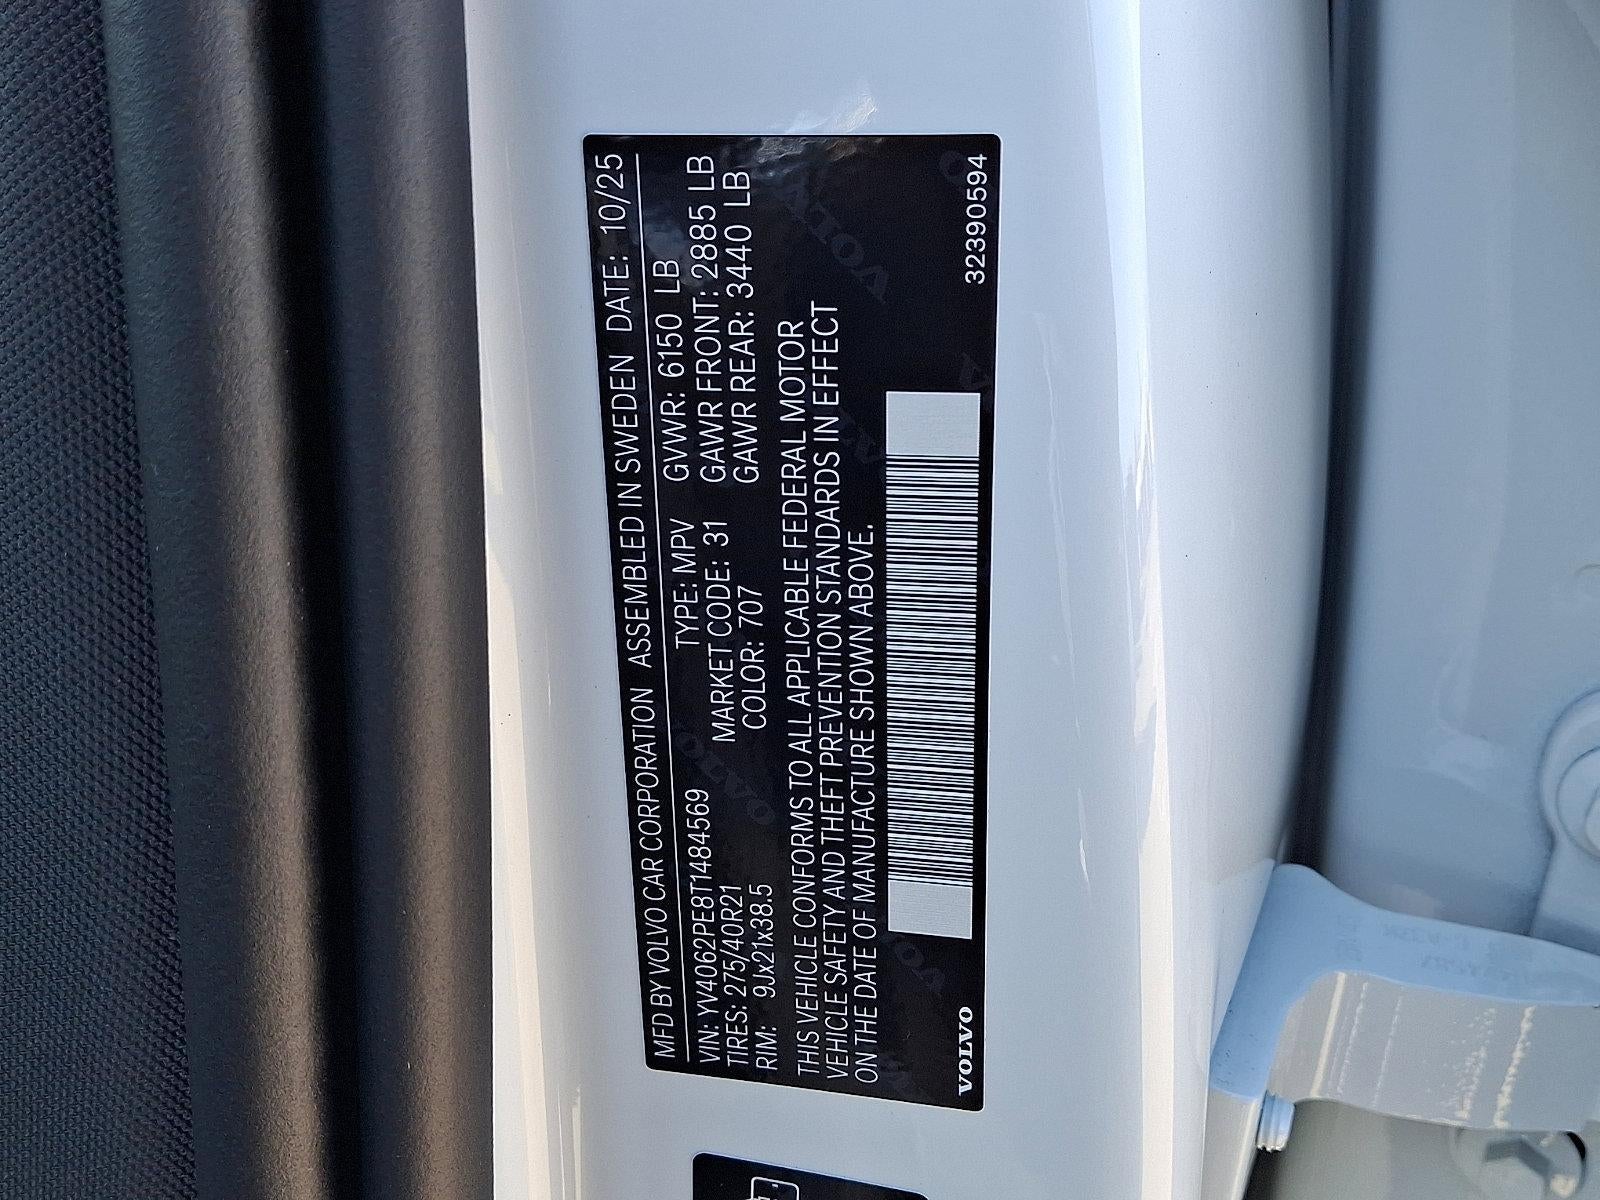 MFD BY VOLVO CAR CORPORATION ASSEMBLED IN SWEDEN DATE: 10/25
VIN: YV4062PE8T1484569 TYPE: MPV GVWR: 6150 LB
TIRES: 275/40R21 MARKET CODE: 31 GAWR FRONT: 2885 LB
RIM: 9Jx21x38.5 COLOR: 707 GAWR REAR: 3440 LB
THIS VEHICLE CONFORMS TO ALL APPLICABLE FEDERAL MOTOR
VEHICLE SAFETY AND THEFT PREVENTION STANDARDS IN EFFECT
ON THE DATE OF MANUFACTURE SHOWN ABOVE.
VOLVO 32390594